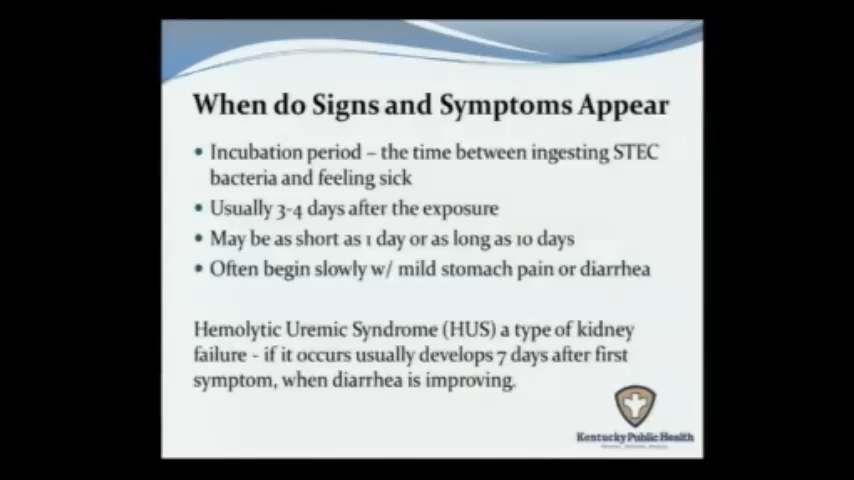 When do Signs and Symptoms Appear
• Incubation period – the time between ingesting STEC
bacteria and feeling sick
• Usually 3-4 days after the exposure
• May be as short as 1 day or as long as 10 days
• Often begin slowly w/ mild stomach pain or diarrhea
Hemolytic Uremic Syndrome (HUS) a type of kidney
failure - if it occurs usually develops 7 days after first
symptom, when diarrhea is improving.
Kentucky Public Health